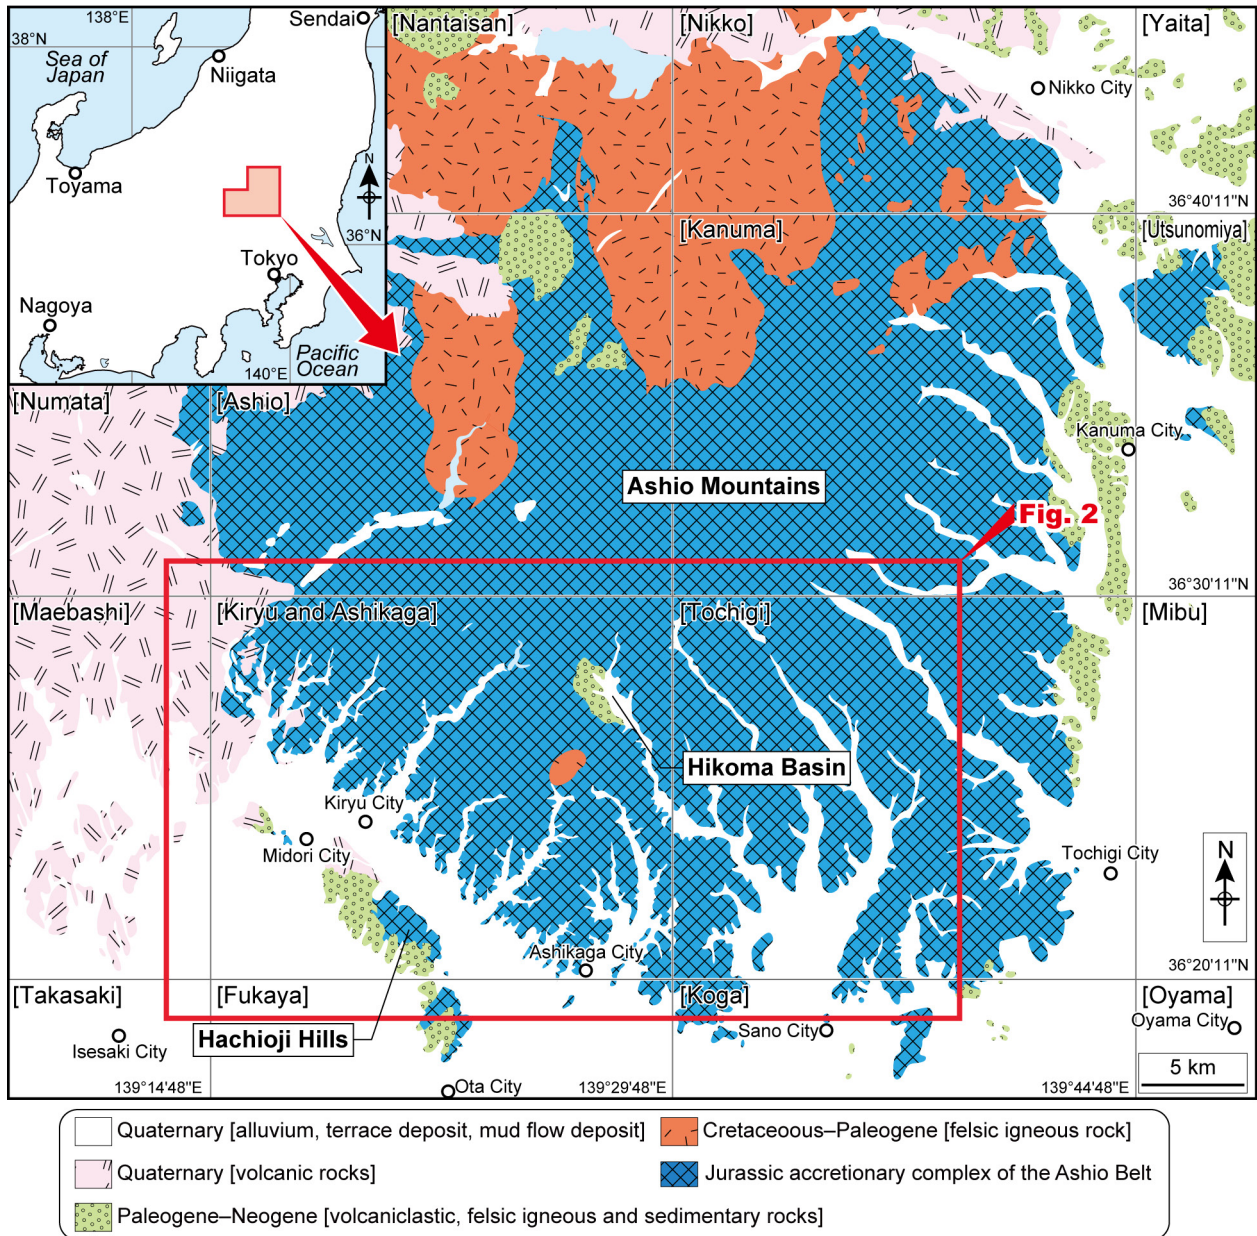 138°E
Sendai
38°N
Sea of
Japan
Niigata
Toyama
N
36°N
Tokyo
Nagoya
140°E
Pacific
Ocean
[Nantaisan]
[Nikko]
[Yaita]
Nikko City
36°40'11"N
[Kanuma]
[Utsunomiya]
[Numata]
[Ashio]
Kanuma City
Ashio Mountains
Fig. 2
36°30'11"N
[Maebashi]
[Kiryu and Ashikaga]
[Tochigi]
[Mibu]
Hikoma Basin
Kiryu City
Midori City
Tochigi City
N
Ashikaga City
36°20'11"N
[Takasaki]
[Fukaya]
[Koga]
[Oyama]
Oyama City
Isesaki City
Hachioji Hills
Sano City
5 km
139°14'48"E
Ota City
139°29'48"E
139°44'48"E
Quaternary [alluvium, terrace deposit, mud flow deposit]
Cretaceoous–Paleogene [felsic igneous rock]
Quaternary [volcanic rocks]
Jurassic accretionary complex of the Ashio Belt
Paleogene–Neogene [volcaniclastic, felsic igneous and sedimentary rocks]